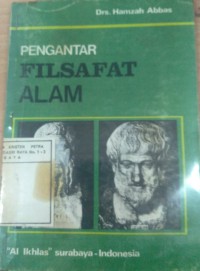 Drs. Hamzah Abbas
PENGANTAR
FILSAFAT
ALAM
"Al Ikhlas" surabaya-Indonesia